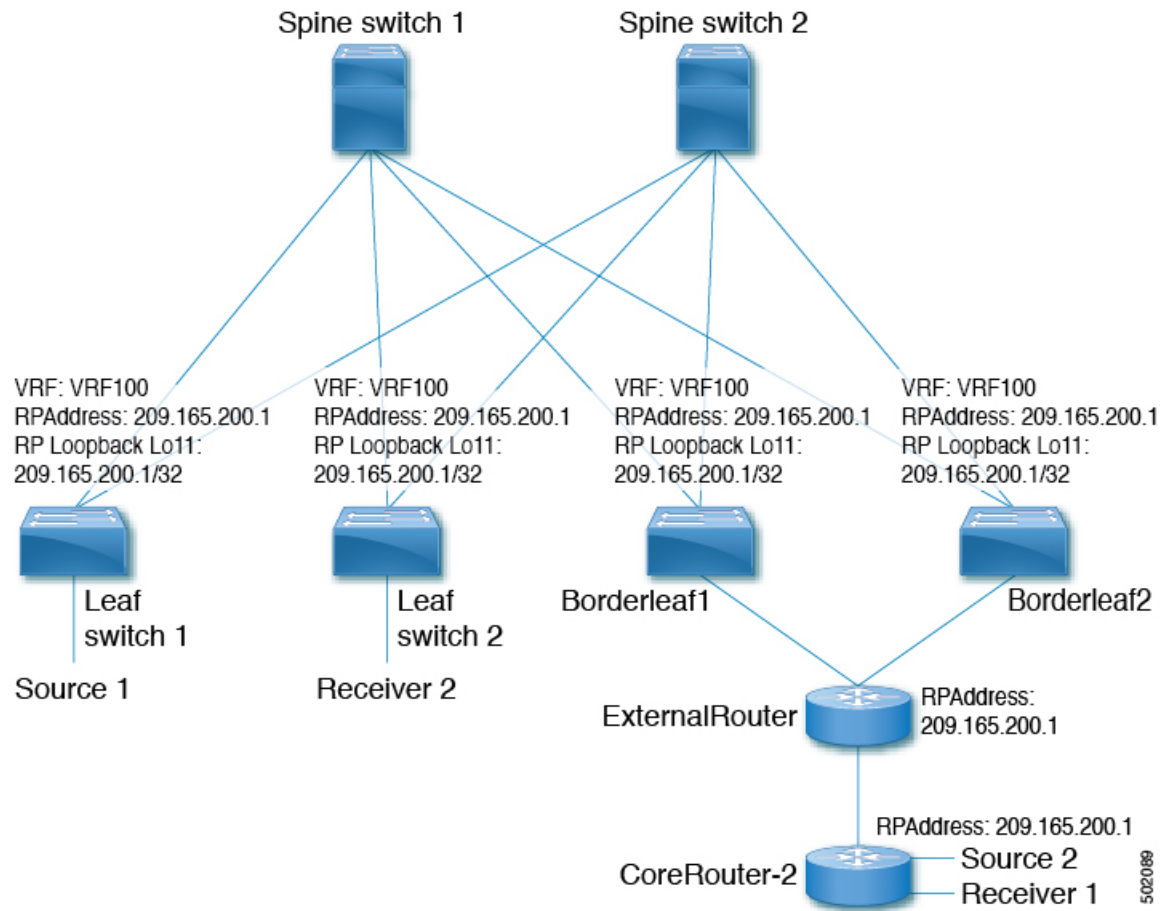 Spine switch 1
Spine switch 2
VRF: VRF100
RPAddress: 209.165.200.1
RP Loopback Lo11:
209.165.200.1/32
VRF: VRF100
RPAddress: 209.165.200.1
RP Loopback Lo11:
209.165.200.1/32
VRF: VRF100
RPAddress: 209.165.200.1
RP Loopback Lo11:
209.165.200.1/32
VRF: VRF100
RPAddress: 209.165.200.1
RP Loopback Lo11:
209.165.200.1/32
Leaf
switch 1
Source 1
Leaf
switch 2
Receiver 2
Borderleaf1
Borderleaf2
ExternalRouter
RPAddress:
209.165.200.1
RPAddress: 209.165.200.1
CoreRouter-2
Source 2
Receiver 1
502089